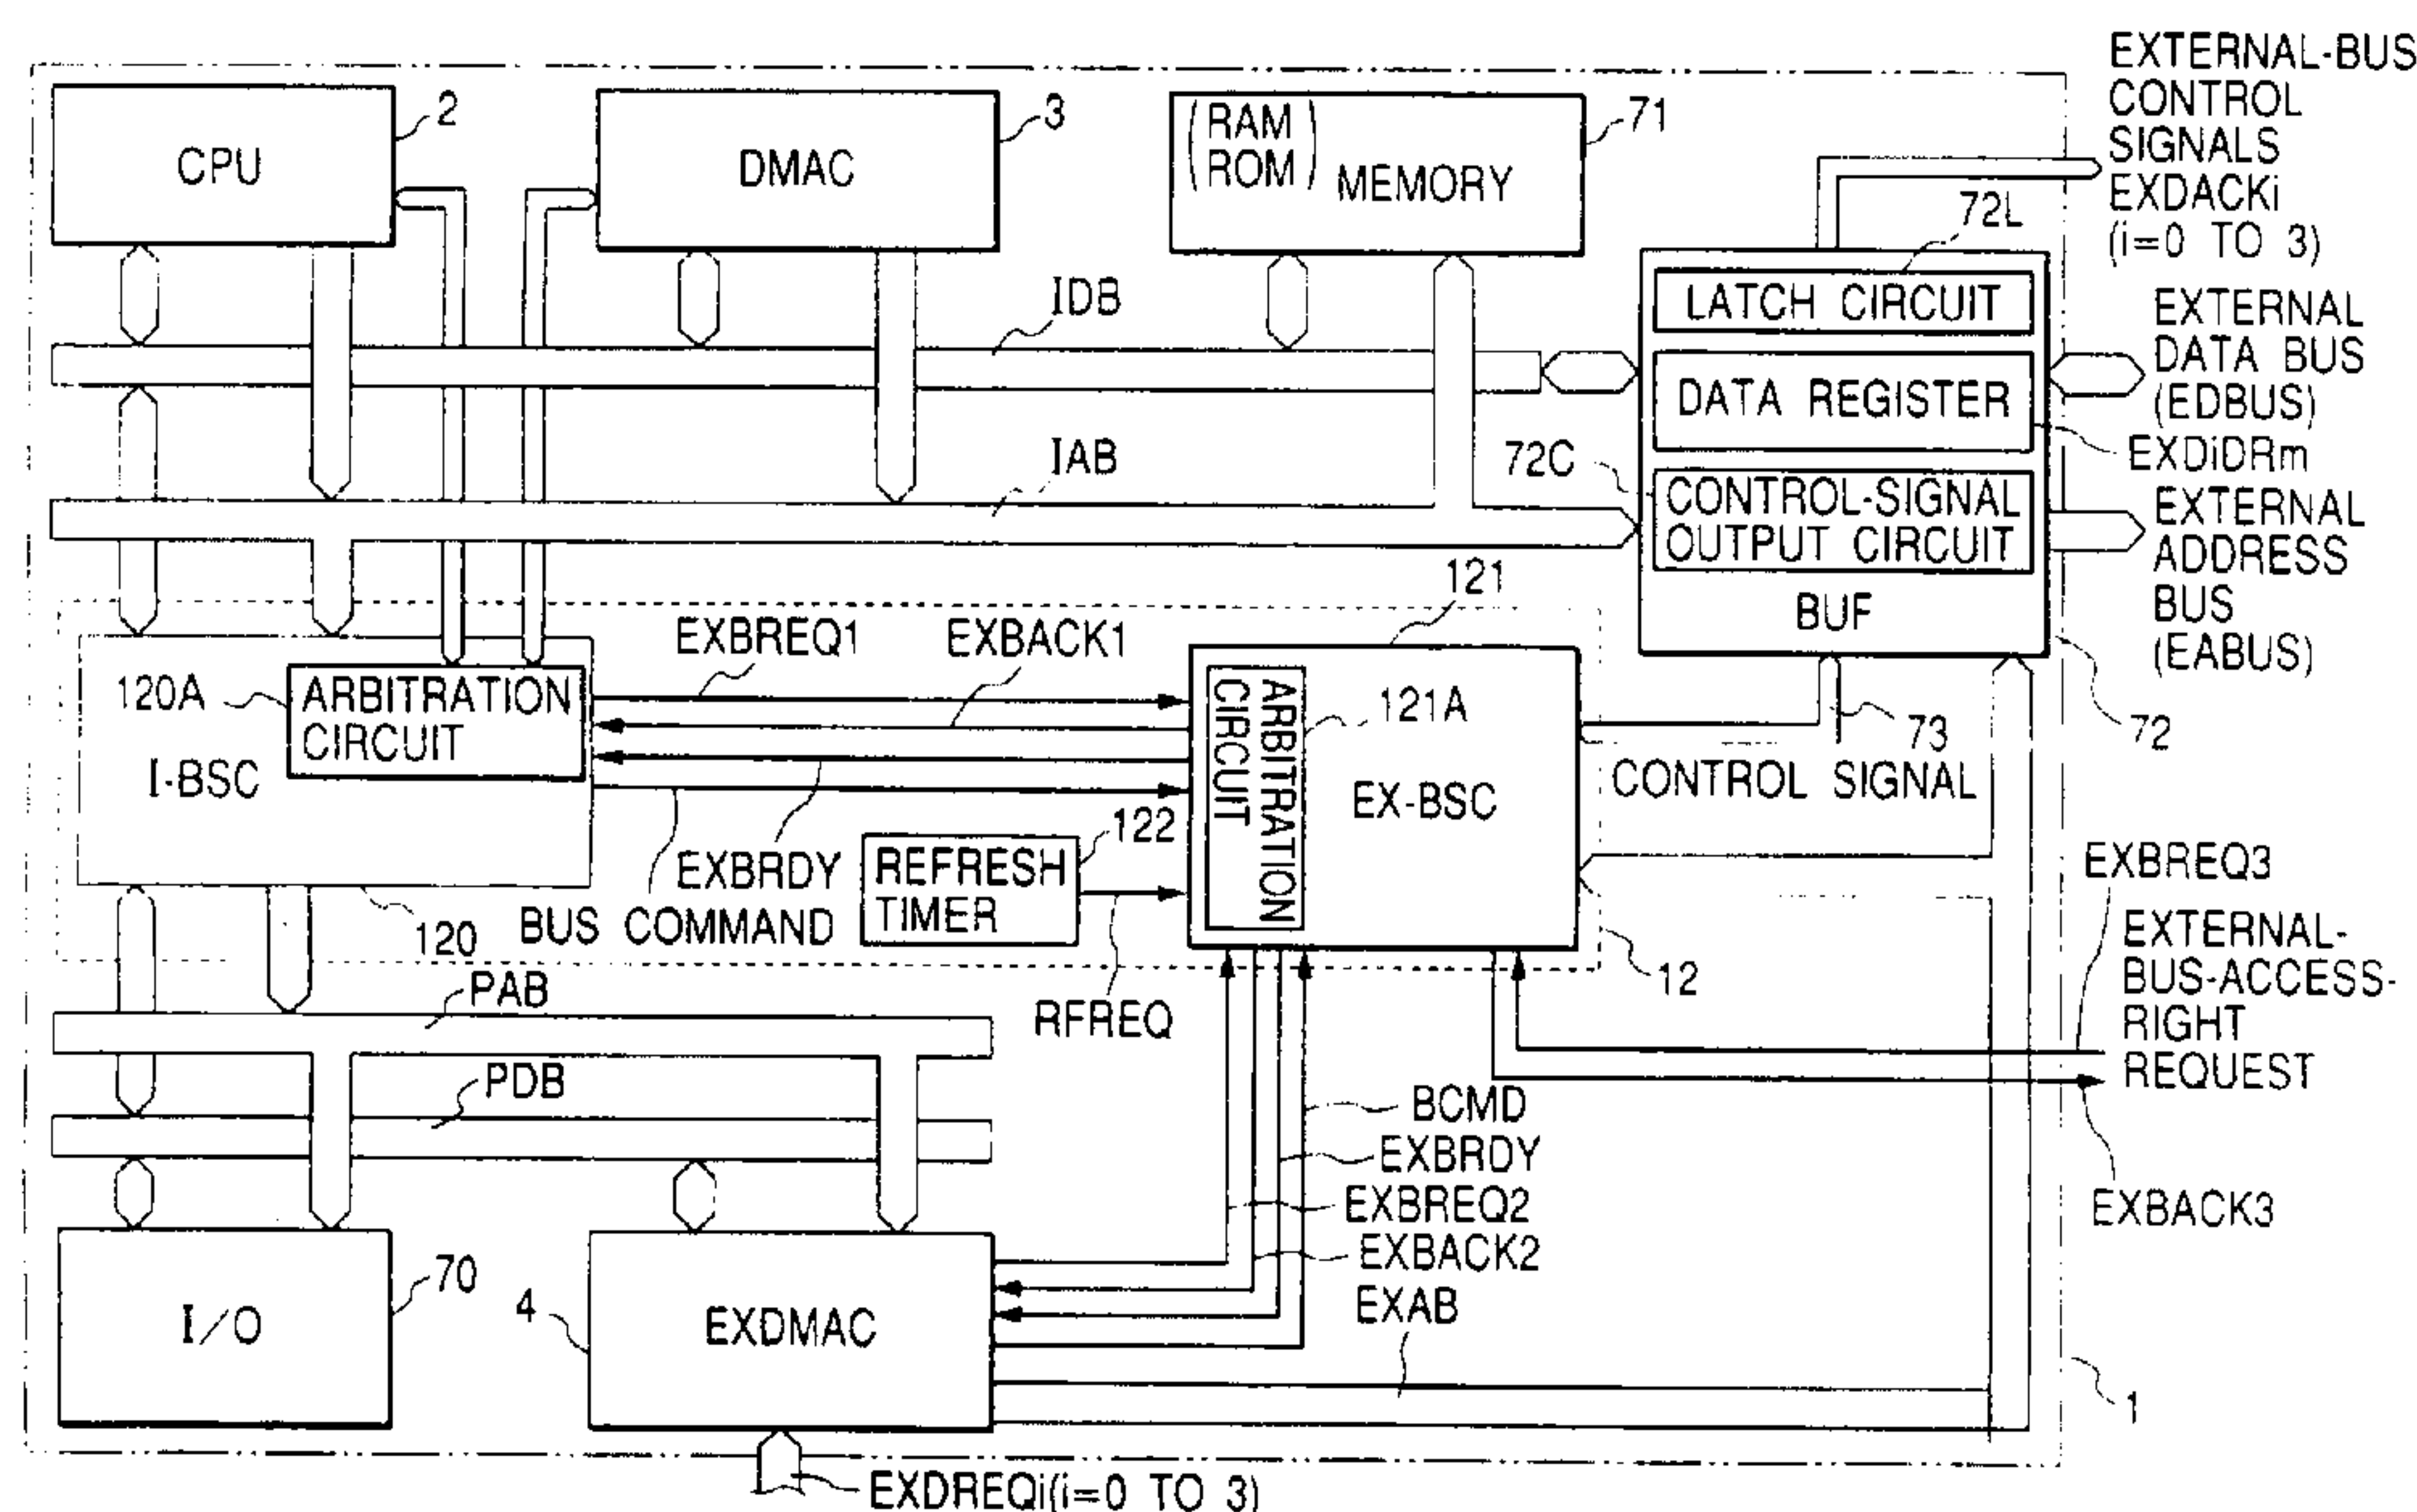 EXTERNAL-BUS
CONTROL
SIGNALS
EXDACKi
(i=0 TO 3)
CPU
2
DMAC
3
(RAM
ROM)
MEMORY
71
72L
LATCH CIRCUIT
DATA REGISTER
72C
CONTROL-SIGNAL
OUTPUT CIRCUIT
BUF
EXTERNAL
DATA BUS
(EDBUS)
EXDiDRm
EXTERNAL
ADDRESS
BUS
(EABUS)
IDB
IAB
121
EXBREQ1
EXBACK1
120A
ARBITRATION
CIRCUIT
I-BSC
ARBITRATION
CIRCUIT
121A
EX-BSC
73
72
CONTROL SIGNAL
122
EXBRDY
REFRESH
TIMER
BUS COMMAND
120
RFREQ
12
EXBREQ3
EXTERNAL-
BUS-ACCESS-
RIGHT
REQUEST
EXBACK3
PAB
PDB
BCMD
EXBRDY
EXBREQ2
EXBACK2
EXAB
I/O
70
4
EXDMAC
1
EXDREQi(i=0 TO 3)